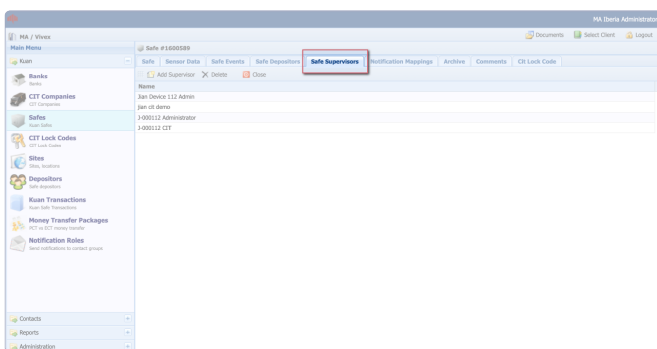 MA Iberia Administrator
MA / Vivex
Documents
Select Client
Logout
Main Menu
Safe #1600589
Kuan
Safe
Sensor Data
Safe Events
Safe Depositors
Safe Supervisors
Notification Mappings
Archive
Comments
Cit Lock Code
Add Supervisor
Delete
Close
Name
Jian Device 112 Admin
jian cit demo
J-000112 Administrator
J-000112 CIT
Banks
Banks
CIT Companies
CIT Companies
Safes
Kuan Safes
CIT Lock Codes
CIT Lock Codes
Sites
Sites, locations
Depositors
Safe depositors
Kuan Transactions
Kuan Safe Transactions
Money Transfer Packages
PCT vs ECT money transfer
Notification Roles
Send notifications to contact groups
Contacts
Reports
Administration